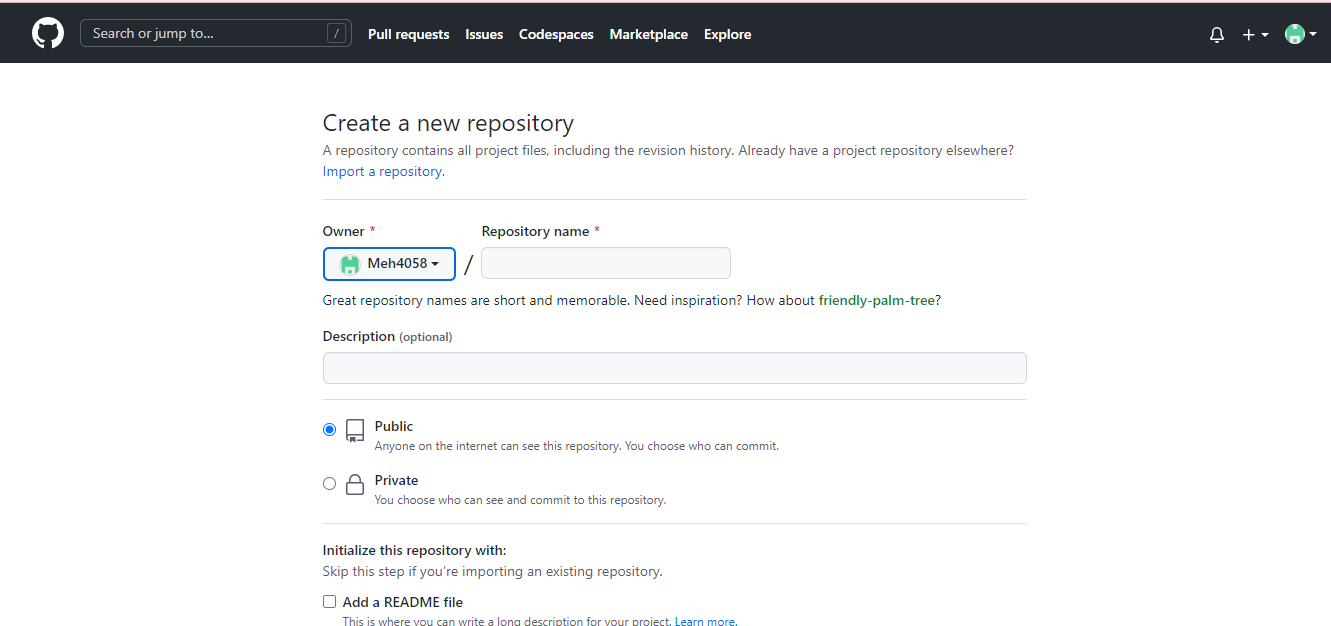 Search or jump to... / Pull requests Issues Codespaces Marketplace Explore
Create a new repository
A repository contains all project files, including the revision history. Already have a project repository elsewhere?
Import a repository.
Owner * Repository name *
Meh4058 /
Great repository names are short and memorable. Need inspiration? How about friendly-palm-tree?
Description (optional)
Public
Anyone on the internet can see this repository. You choose who can commit.
Private
You choose who can see and commit to this repository.
Initialize this repository with:
Skip this step if you’re importing an existing repository.
Add a README file
This is where you can write a long description for your project. Learn more.